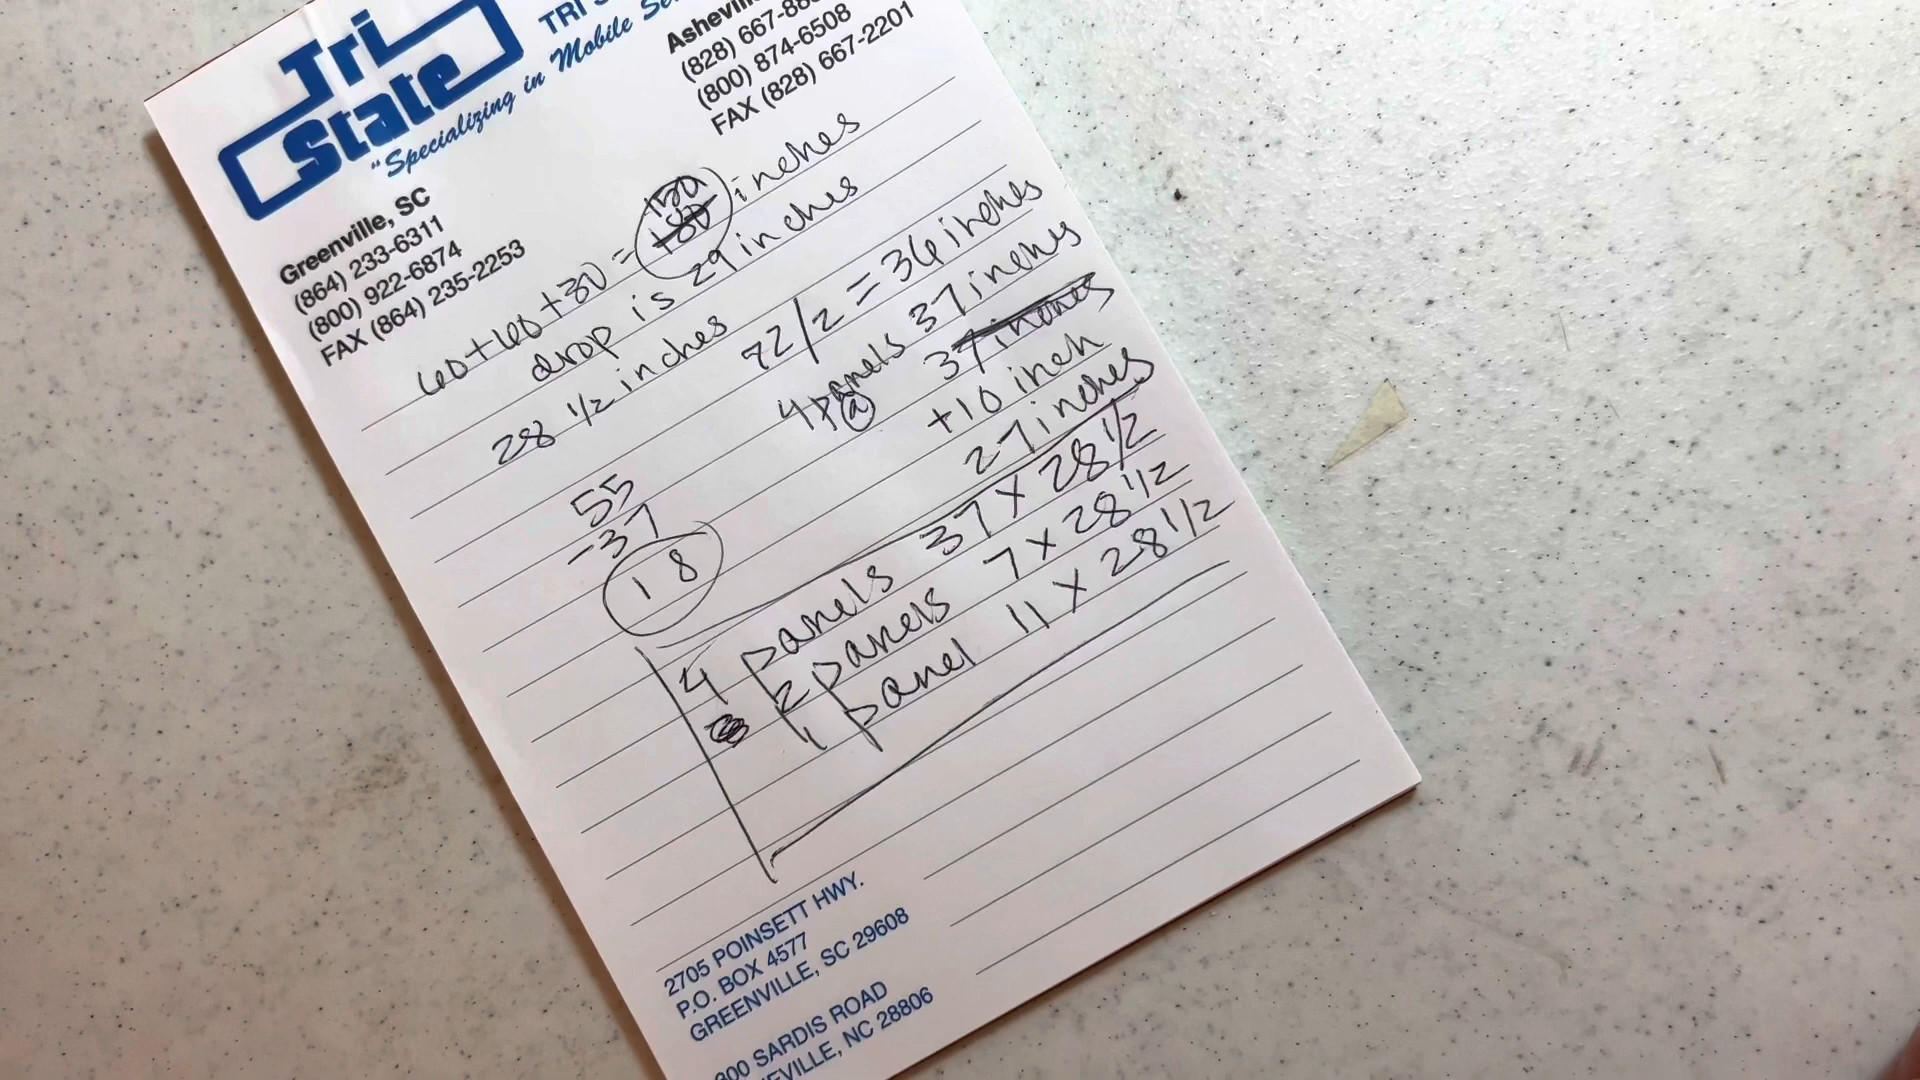 Tri
State
TRI
"Specializing in Mobile
Asheville
(828) 667-88
(800) 874-6508
FAX (828) 667-2201
Greenville, SC
(864) 233-6311
(800) 922-6874
FAX (864) 235-2253
60+60+30= inches
drop is 29 inches
28 1/2 inches
72/2 = 36 inches
4 panels 37 inches
@
37 inches
+10 inch
27 inches
55
-37
18
4 panels 37 x 28 1/2
2 panels 7 x 28 1/2
1 panel 11 x 28 1/2
2705 POINSETT HWY.
P.O. BOX 4577
GREENVILLE, SC 29608
300 SARDIS ROAD
EVILLE, NC 28806